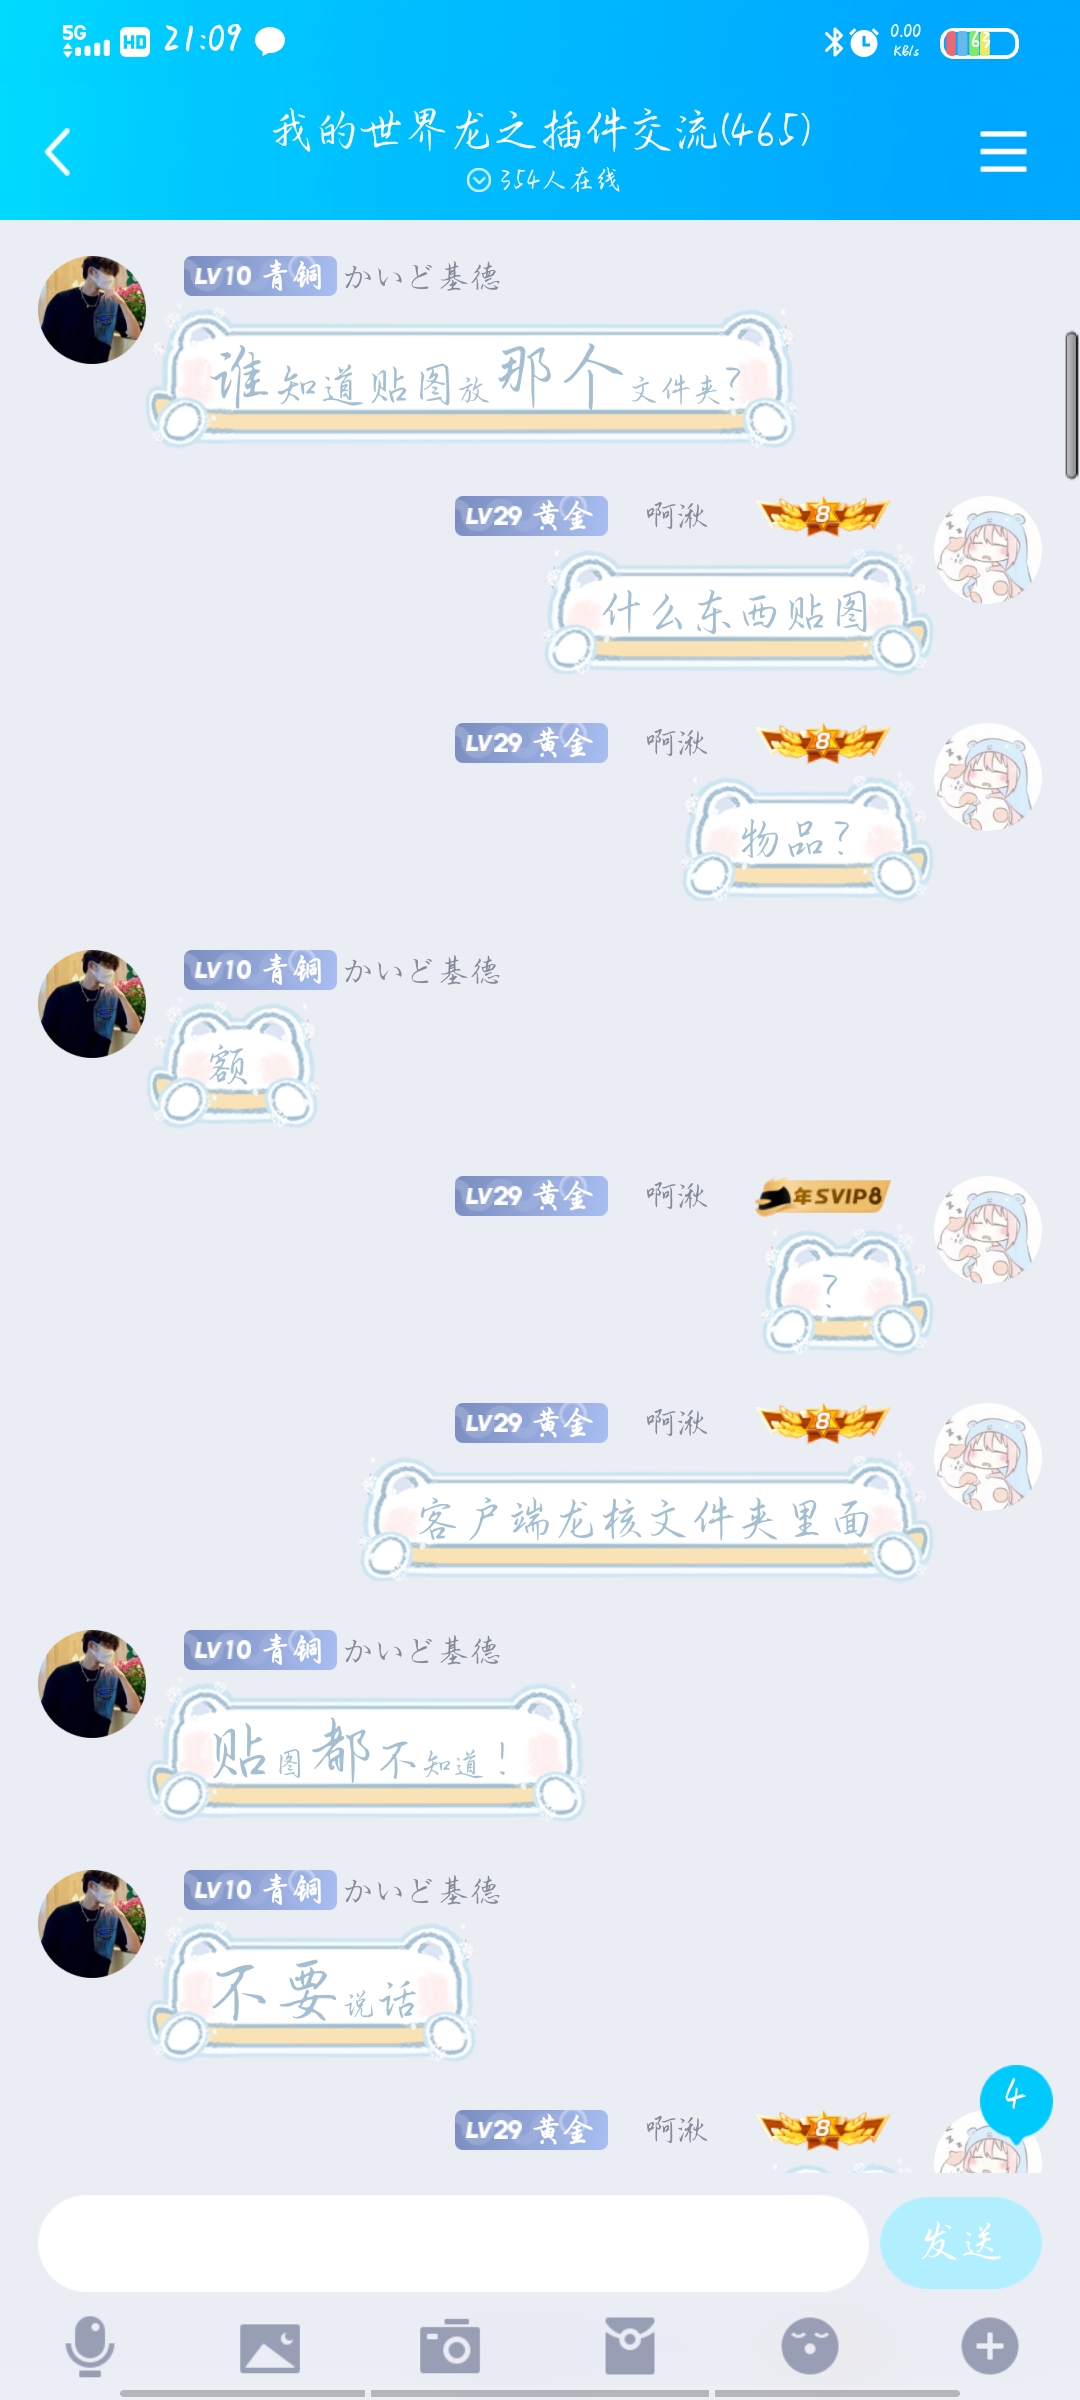 5G HD 21:09 0.00 KB/s 63
我的世界龙之插件交流(465)
354人在线
LV10 青铜 かいど基德
谁知道贴图放那个文件夹?
LV29 黄金 啊湫 8
什么东西贴图
LV29 黄金 啊湫 8
物品?
LV10 青铜 かいど基德
额
LV29 黄金 啊湫 年SVIP8
?
LV29 黄金 啊湫 8
客户端龙核文件夹里面
LV10 青铜 かいど基德
贴图都不知道!
LV10 青铜 かいど基德
不要说话
4
LV29 黄金 啊湫 8
发送